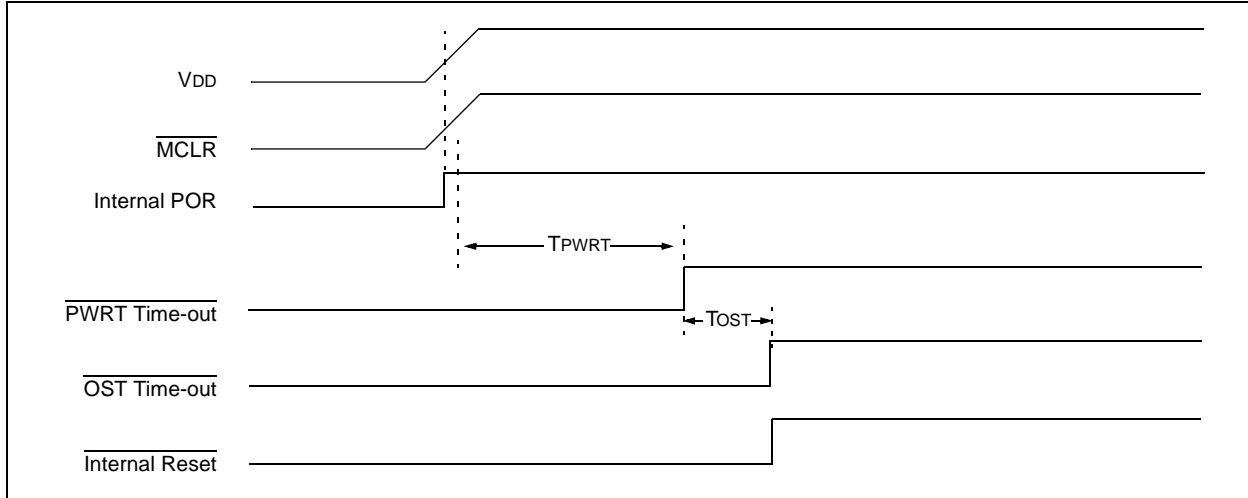 VDD
MCLR
Internal POR
TPWRT
PWRT Time-out
TOST
OST Time-out
Internal Reset